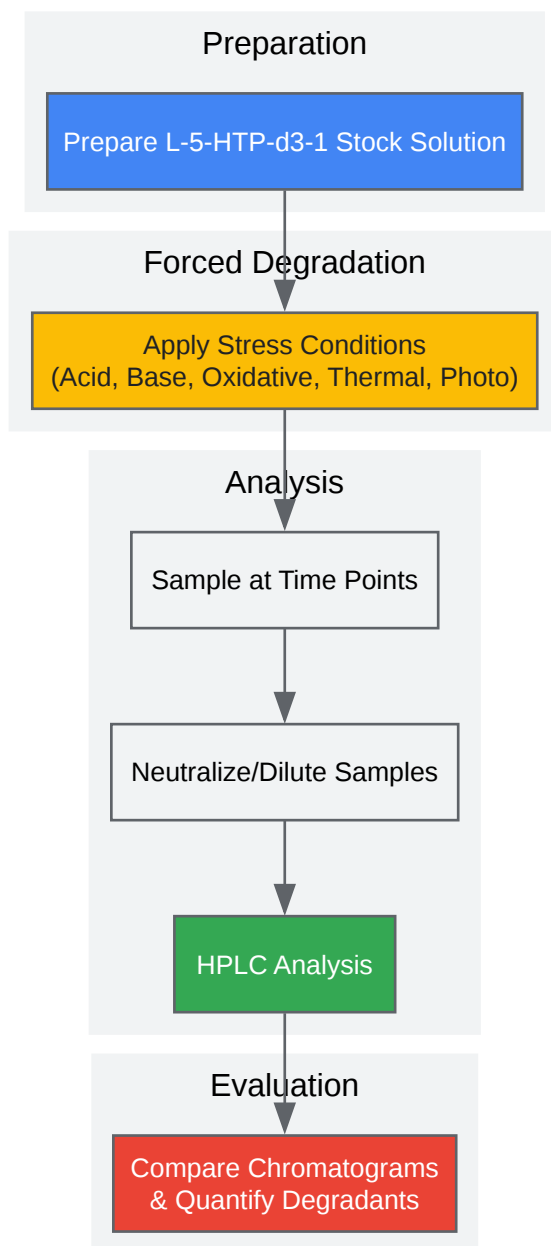 Preparation
Prepare L-5-HTP-d3-1 Stock Solution
Forced Degradation
Apply Stress Conditions
(Acid, Base, Oxidative, Thermal, Photo)
Analysis
Sample at Time Points
Neutralize/Dilute Samples
HPLC Analysis
Evaluation
Compare Chromatograms
& Quantify Degradants